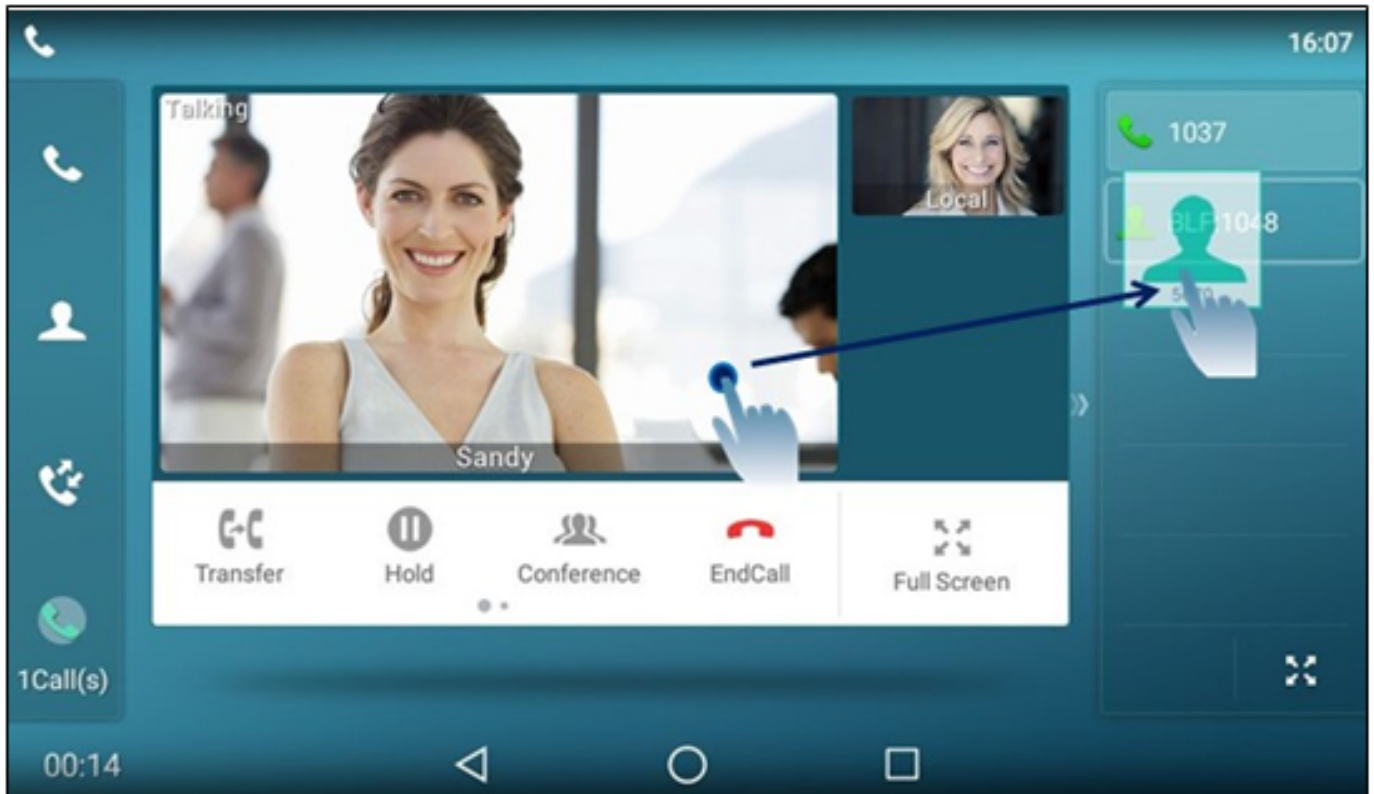 16:07
Talking
Local
1037
BLF:1048
Sandy
Transfer
Hold
Conference
EndCall
Full Screen
1Call(s)
00:14